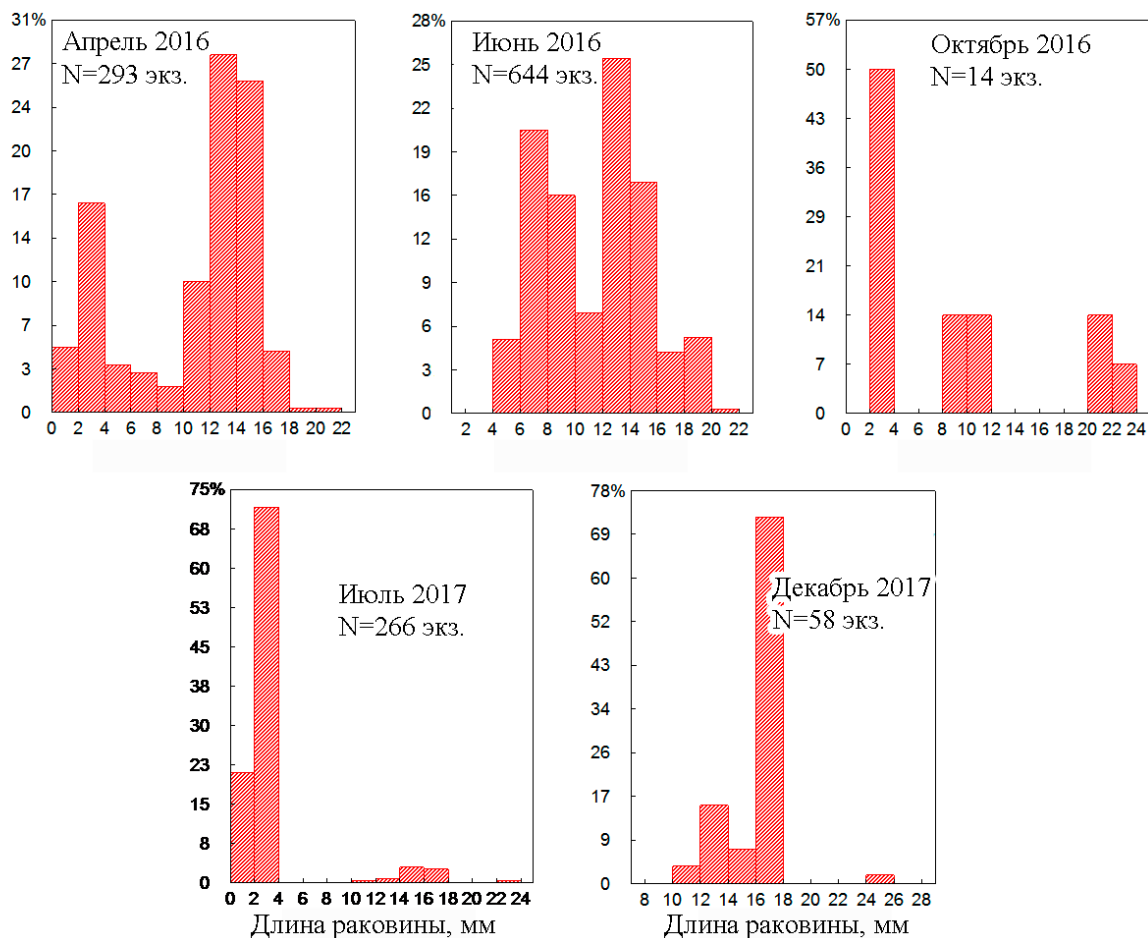 31%
Апрель 2016
N=293 экз.
27
24
20
17
14
10
7
3
0
0 2 4 6 8 10 12 14 16 18 20 22
28%
Июнь 2016
N=644 экз.
25
22
19
16
12
9
6
3
0
2 4 6 8 10 12 14 16 18 20 22
57%
Октябрь 2016
N=14 экз.
50
43
36
29
21
14
7
0
0 2 4 6 8 10 12 14 16 18 20 22 24
75%
68
60
53
45
38
30
23
15
8
0
Июль 2017
N=266 экз.
0 2 4 6 8 10 12 14 16 18 20 22 24
Длина раковины, мм
78%
69
60
52
43
34
26
17
9
0
Декабрь 2017
N=58 экз.
8 10 12 14 16 18 20 22 24 26 28
Длина раковины, мм